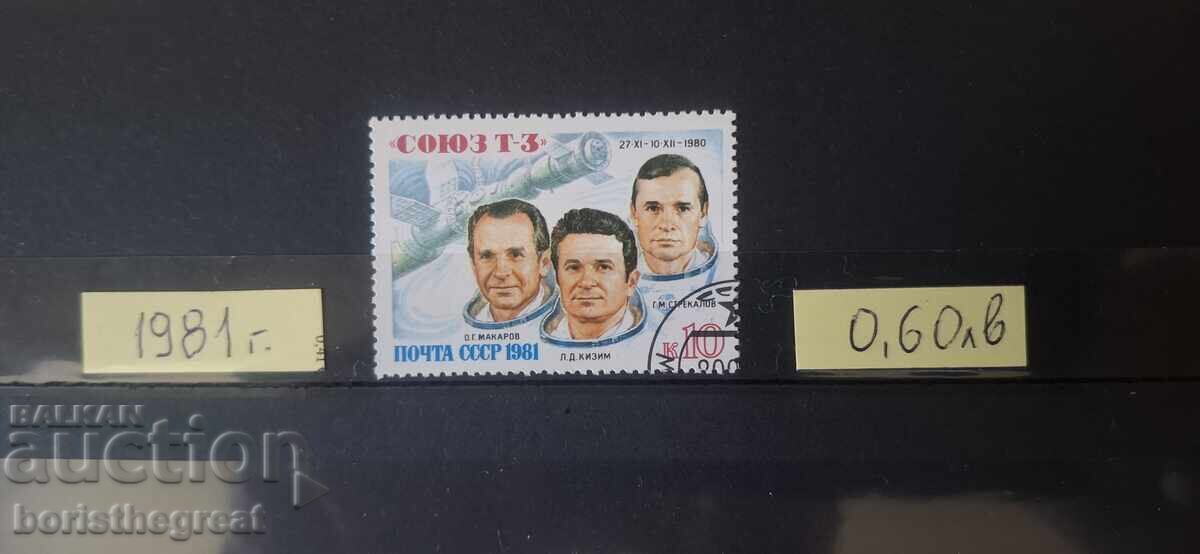 «СОЮЗ Т-3»
27·XI-10·XII-1980
Г.М.СТРЕКАЛОВ
О.Г.МАКАРОВ
Л.Д.КИЗИМ
ПОЧТА СССР 1981
к10
1981г.
0,60лв
BALKAN
auction
boristhegreat